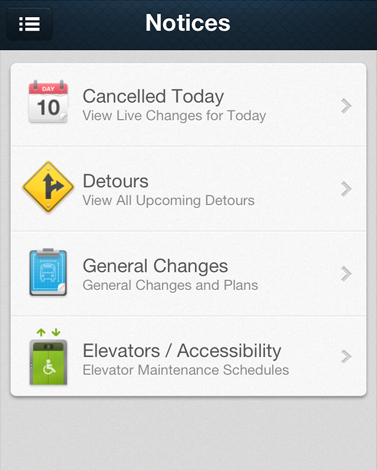 Notices
DAY
10
Cancelled Today
View Live Changes for Today
Detours
View All Upcoming Detours
General Changes
General Changes and Plans
Elevators / Accessibility
Elevator Maintenance Schedules